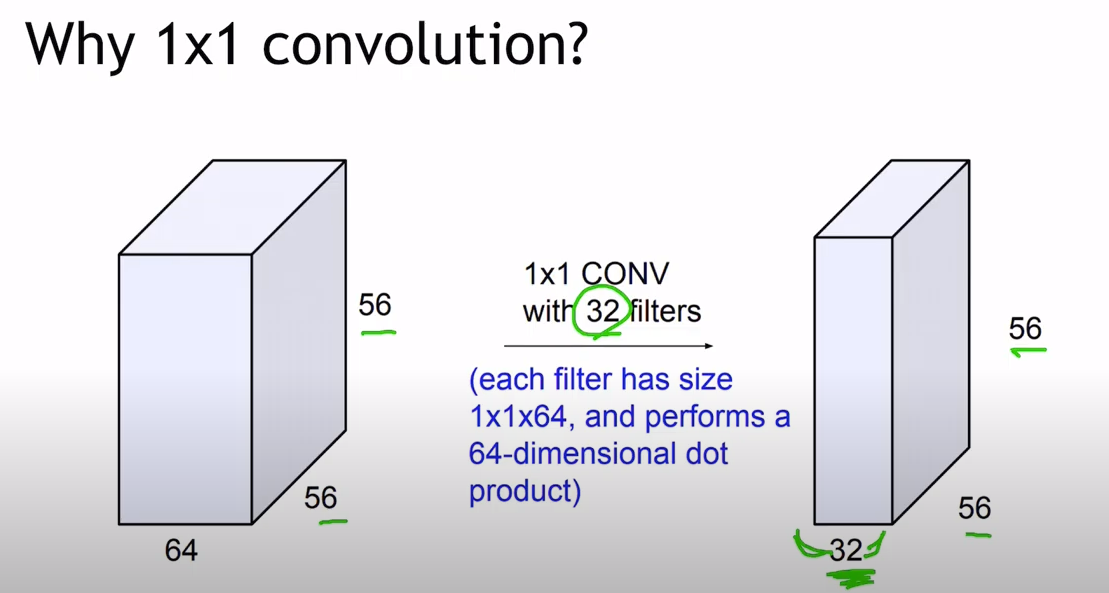 Why 1x1 convolution?
56
56
64
1x1 CONV
with 32 filters
(each filter has size
1x1x64, and performs a
64-dimensional dot
product)
56
56
32